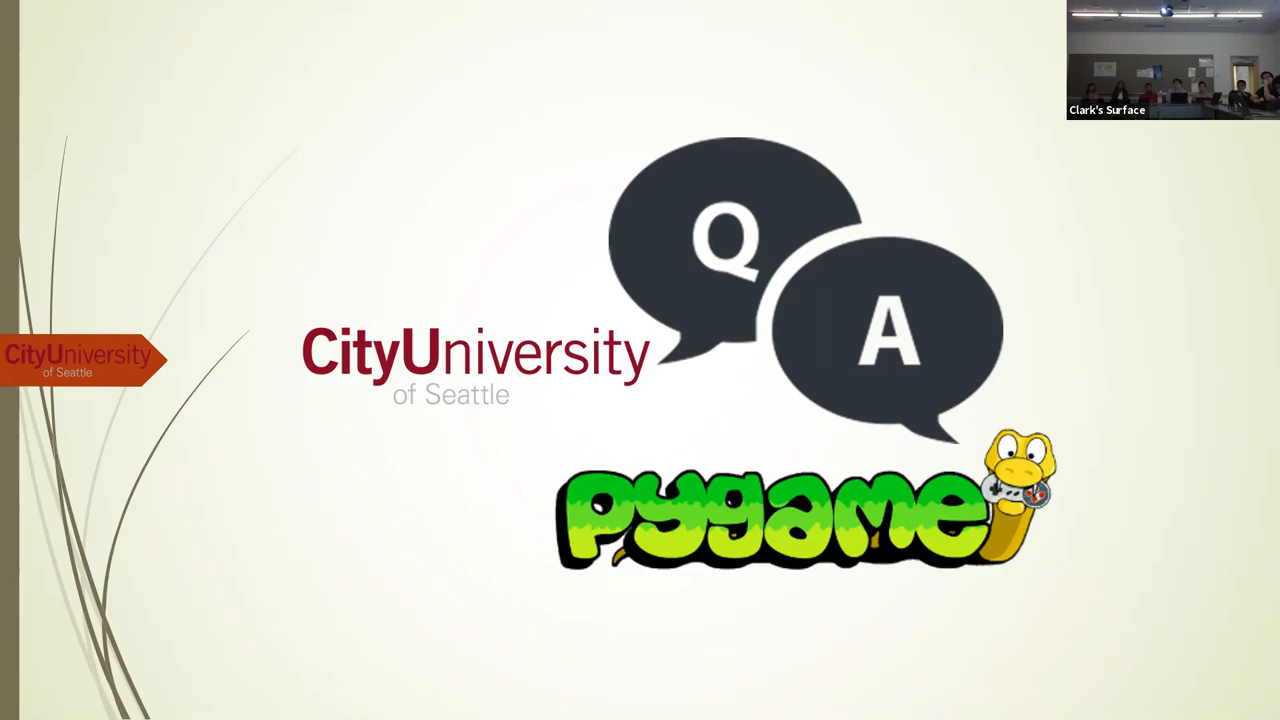 Clark's Surface
Q
A
CityUniversity
of Seattle
CityUniversity
of Seattle
pygame